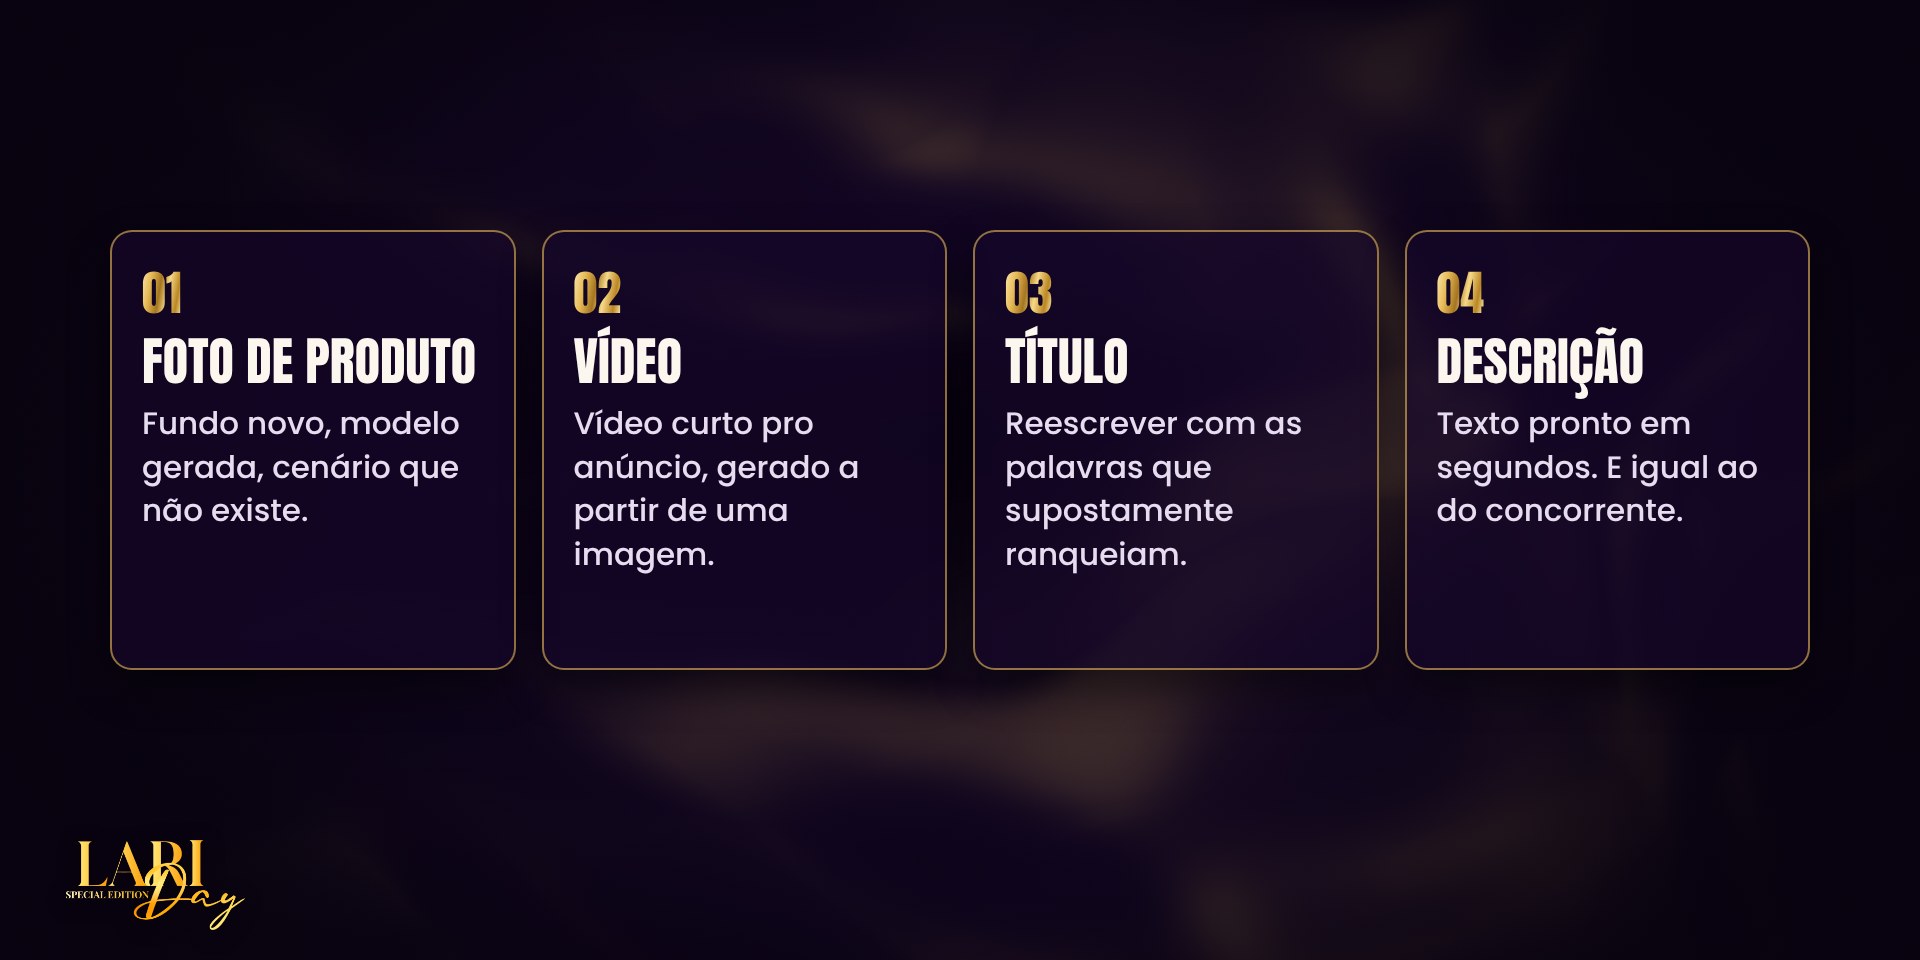 01
FOTO DE PRODUTO
Fundo novo, modelo
gerada, cenário que
não existe.
02
VÍDEO
Vídeo curto pro
anúncio, gerado a
partir de uma
imagem.
03
TÍTULO
Reescrever com as
palavras que
supostamente
ranqueiam.
04
DESCRIÇÃO
Texto pronto em
segundos. E igual ao
do concorrente.
LABI
SPECIAL EDITION
Day